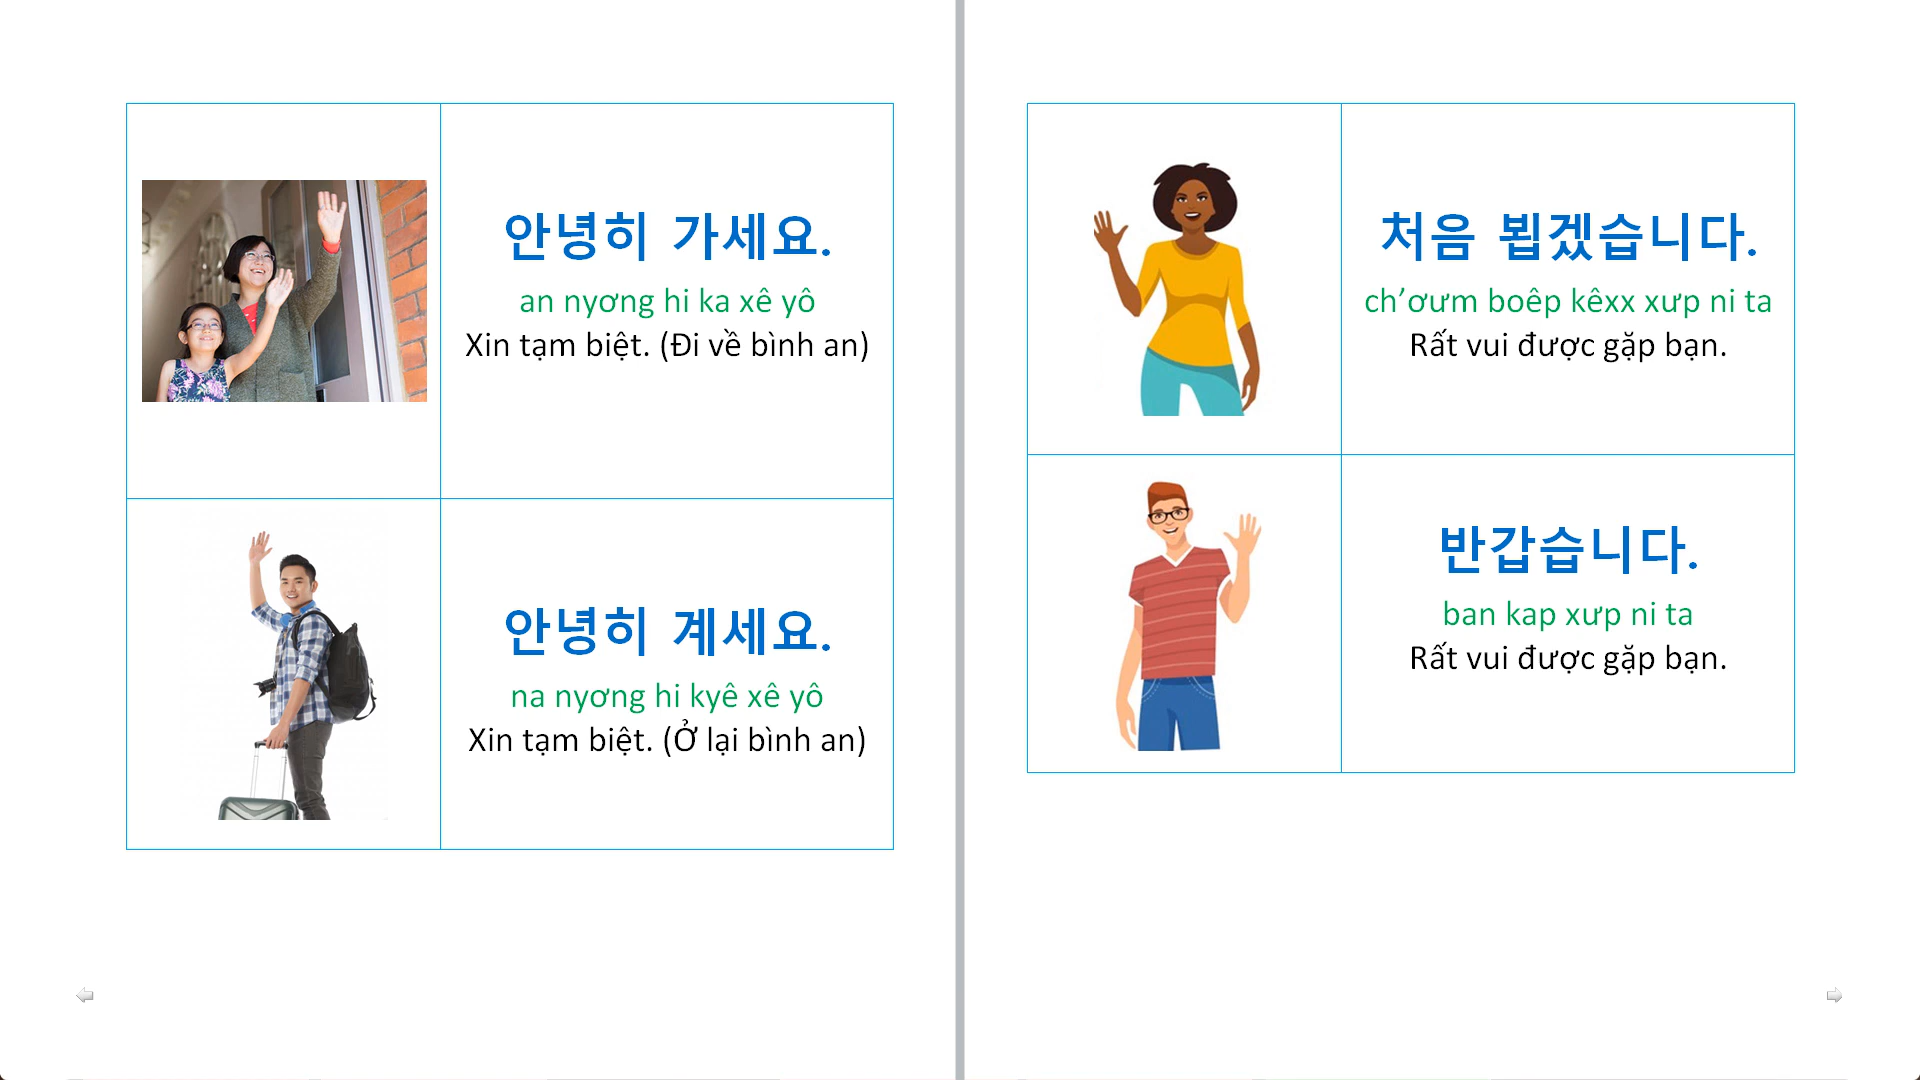 안녕히 가세요.
an nyơng hi ka xê yô
Xin tạm biệt. (Đi về bình an)
안녕히 계세요.
na nyơng hi kyê xê yô
Xin tạm biệt. (Ở lại bình an)
처음 뵙겠습니다.
ch’ơưm boêp kêxx xưp ni ta
Rất vui được gặp bạn.
반갑습니다.
ban kap xưp ni ta
Rất vui được gặp bạn.